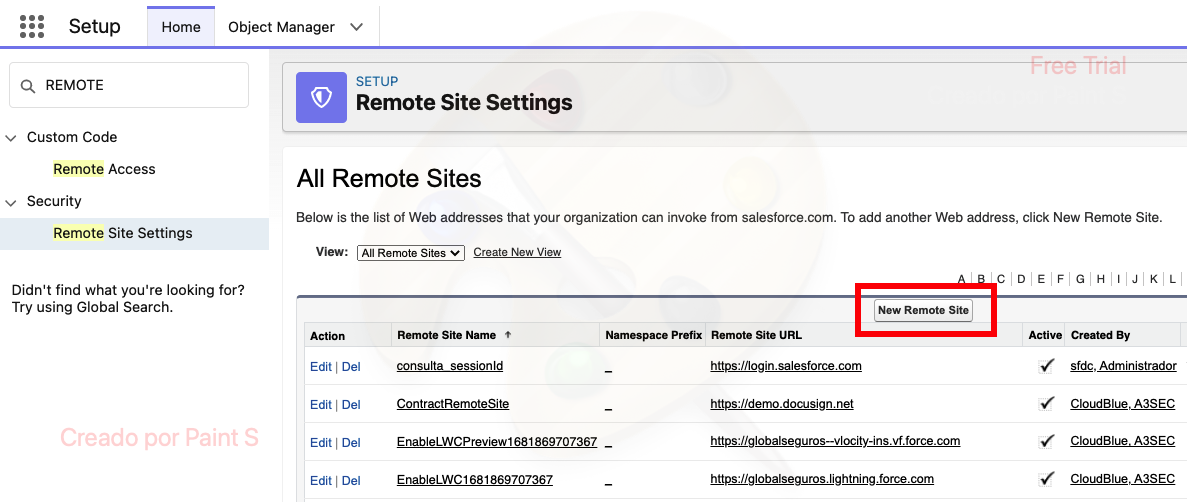 Setup
Home
Object Manager
REMOTE
Custom Code
Remote Access
Security
Remote Site Settings
Didn't find what you're looking for?
Try using Global Search.
SETUP
Remote Site Settings
Free Trial
All Remote Sites
Below is the list of Web addresses that your organization can invoke from salesforce.com. To add another Web address, click New Remote Site.
View: All Remote Sites Create New View
A | B | C | D | E | F | G | H | I | J | K | L |
New Remote Site
Action Remote Site Name ↑ Namespace Prefix Remote Site URL Active Created By
Edit | Del consulta_sessionId _ https://login.salesforce.com ✓ sfdc, Administrador
Edit | Del ContractRemoteSite _ https://demo.docusign.net ✓ CloudBlue, A3SEC
Edit | Del EnableLWCPreview1681869707367 _ https://globalseguros--vlocity-ins.vf.force.com ✓ CloudBlue, A3SEC
Edit | Del EnableLWC1681869707367 _ https://globalseguros.lightning.force.com ✓ CloudBlue, A3SEC
Creado por Paint S